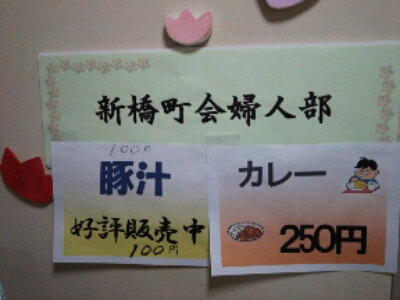 新橋町会婦人部
100円
豚汁
好評販売中
100円
カレー
250円